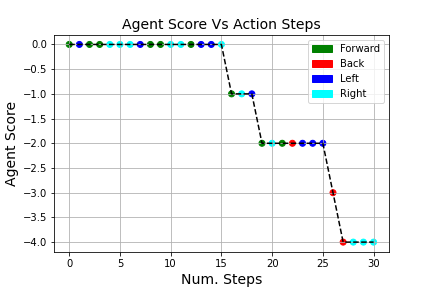 Agent Score Vs Action Steps
Forward
Back
Left
Right
0.0
−0.5
−1.0
−1.5
−2.0
−2.5
−3.0
−3.5
−4.0
Agent Score
0 5 10 15 20 25 30
Num. Steps